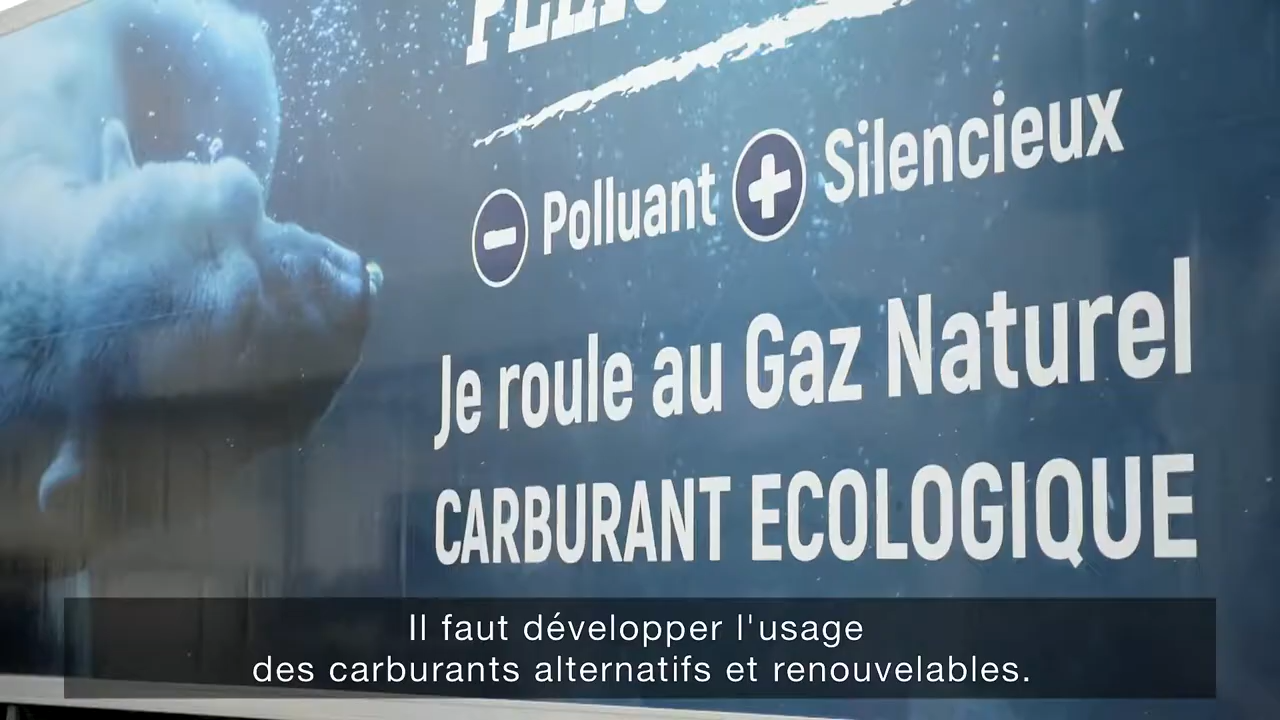 Polluant + Silencieux
Je roule au Gaz Naturel
CARBURANT ECOLOGIQUE
Il faut développer l'usage
des carburants alternatifs et renouvelables.